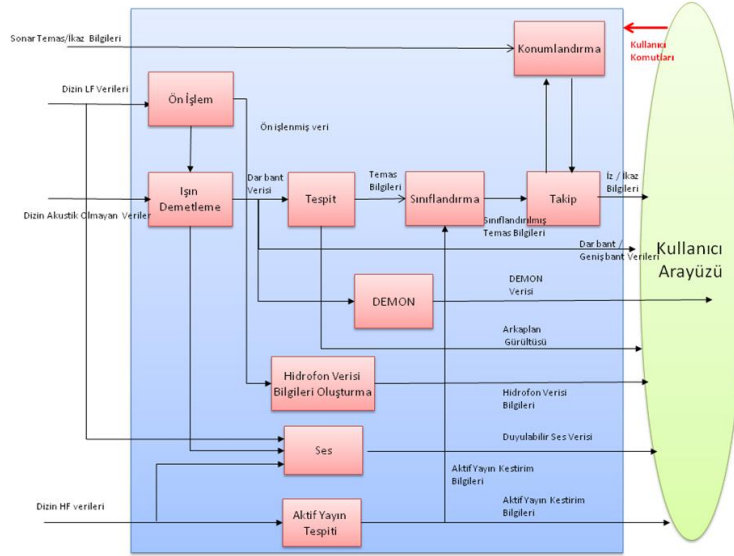 Sonar Temas/İkaz Bilgileri
Konumlandırma
Kullanıcı
Komutları
Dizin LF Verileri
Ön İşlem
Ön işlenmiş veri
Işın
Demetleme
Dar bant
Verisi
Tespit
Temas
Bilgileri
Sınıflandırma
Takip
İz / İkaz
Bilgileri
Dizin Akustik Olmayan Veriler
Sınıflandırılmış
Temas Bilgileri
Dar bant /
Geniş bant Verileri
Kullanıcı
Arayüzü
DEMON
DEMON
Verisi
Arkaplan
Gürültüsü
Hidrofon Verisi
Bilgileri Oluşturma
Hidrofon Verisi
Bilgileri
Ses
Duyulabilir Ses Verisi
Aktif Yayın Kestirim
Bilgileri
Dizin HF verileri
Aktif Yayın
Tespiti
Aktif Yayın Kestirim
Bilgileri